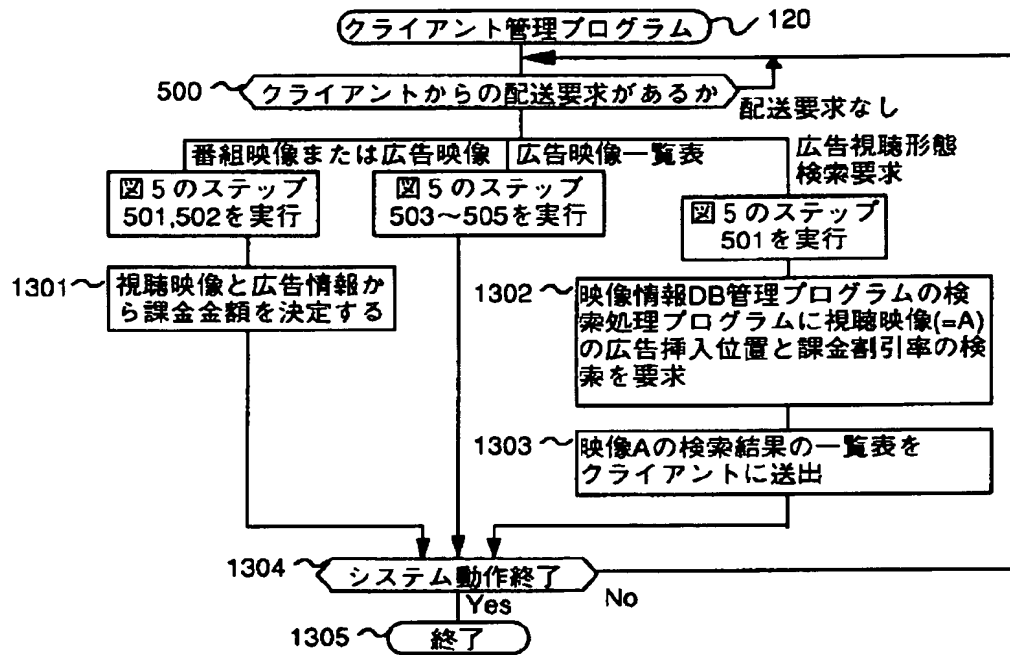 クライアント管理プログラム
120
500
クライアントからの配送要求があるか
配送要求なし
番組映像または広告映像
広告映像一覧表
広告視聴形態
検索要求
図5のステップ
501,502を実行
図5のステップ
503~505を実行
図5のステップ
501を実行
1301
視聴映像と広告情報か
ら課金金額を決定する
1302
映像情報DB管理プログラムの検
索処理プログラムに視聴映像(=A)
の広告挿入位置と課金割引率の検
索を要求
1303
映像Aの検索結果の一覧表を
クライアントに送出
1304
システム動作終了
No
Yes
1305
終了